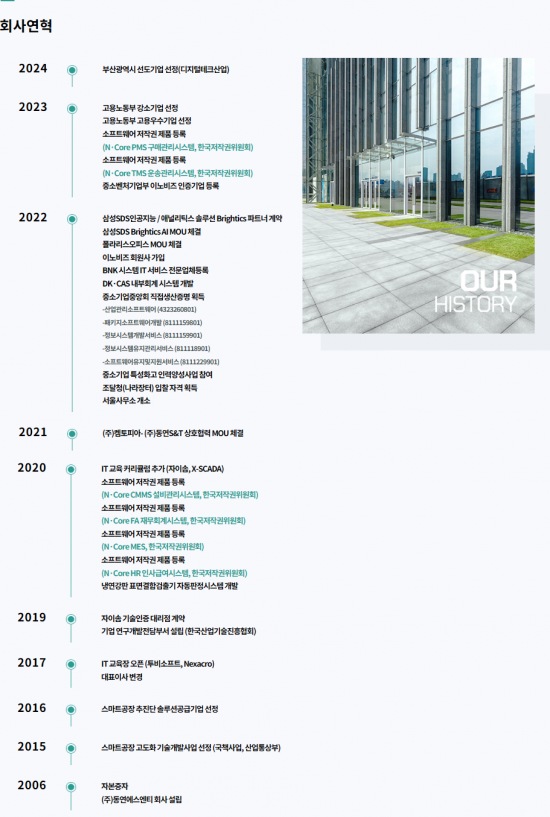 회사연혁
2024
부산광역시 선도기업 선정(디지털테크산업)
2023
고용노동부 강소기업 선정
고용노동부 고용우수기업 선정
소프트웨어 저작권 제품 등록
(N·Core PMS 구매관리시스템, 한국저작권위원회)
소프트웨어 저작권 제품 등록
(N·Core TMS 운송관리시스템, 한국저작권위원회)
중소벤처기업부 이노비즈 인증기업 등록
2022
삼성SDS인공지능 / 애널리틱스 솔루션 Brightics 파트너 계약
삼성SDS Brightics AI MOU 체결
폴라리스오피스 MOU 체결
이노비즈 회원사 가입
BNK 시스템 IT 서비스 전문업체등록
DK·CAS 내부회계 시스템 개발
중소기업중앙회 직접생산증명 획득
-산업관리소프트웨어 (4323260801)
-패키지소프트웨어개발 (8111159801)
-정보시스템개발서비스 (8111159901)
-정보시스템유지관리서비스 (811118901)
-소프트웨어유지및지원서비스 (8111229901)
중소기업 특성화고 인력양성사업 참여
조달청(나라장터) 입찰 자격 획득
서울사무소 개소
OUR
HISTORY
2021
(주)켐토피아· (주)동연S&T 상호협력 MOU 체결
2020
IT 교육 커리큘럼 추가 (자이솜, X-SCADA)
소프트웨어 저작권 제품 등록
(N·Core CMMS 설비관리시스템, 한국저작권위원회)
소프트웨어 저작권 제품 등록
(N·Core FA 재무회계시스템, 한국저작권위원회)
소프트웨어 저작권 제품 등록
(N·Core MES, 한국저작권위원회)
소프트웨어 저작권 제품 등록
(N·Core HR 인사급여시스템, 한국저작권위원회)
냉연강판 표면결함검출기 자동판정시스템 개발
2019
자이솜 기술인증 대리점 계약
기업 연구개발전담부서 설립 (한국산업기술진흥협회)
2017
IT 교육장 오픈 (투비소프트, Nexacro)
대표이사 변경
2016
스마트공장 추진단 솔루션공급기업 선정
2015
스마트공장 고도화 기술개발사업 선정 (국책사업, 산업통상부)
2006
자본증자
(주)동연에스엔티 회사 설립